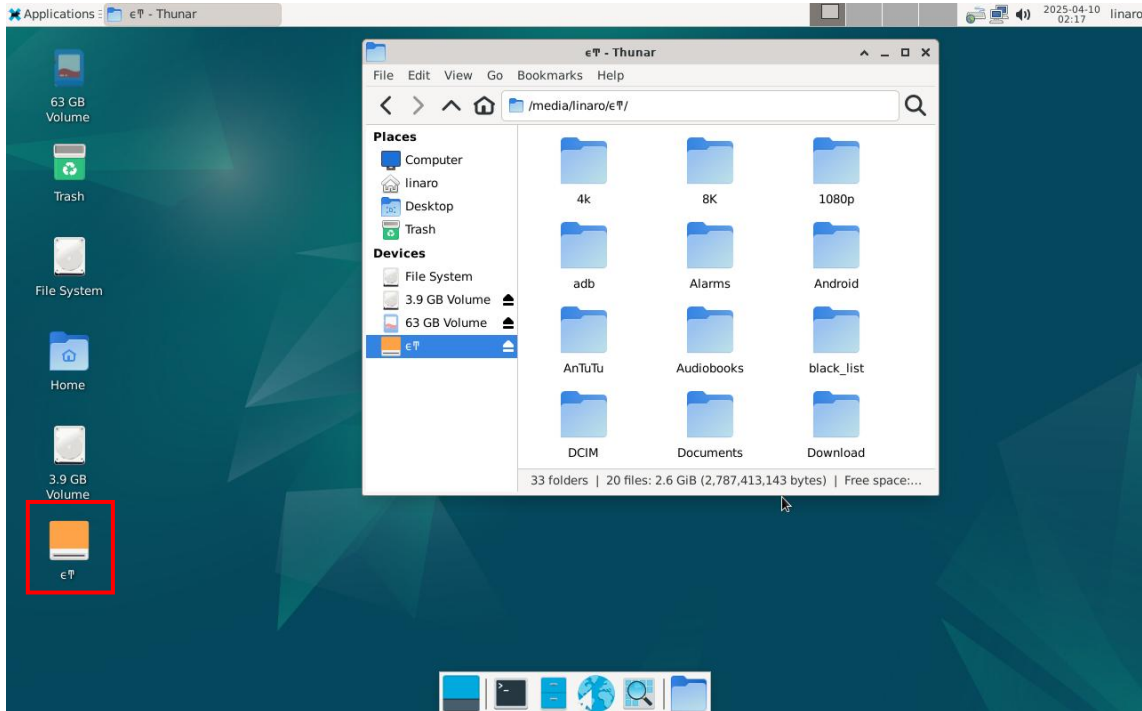 Applications
ϵ₸ - Thunar
2025-04-10
02:17
linaro
63 GB
Volume
Trash
File System
Home
3.9 GB
Volume
ϵ₸
ϵ₸ - Thunar
File Edit View Go Bookmarks Help
/media/linaro/ϵ₸/
Places
Computer
linaro
Desktop
Trash
Devices
File System
3.9 GB Volume
63 GB Volume
ϵ₸
4k 8K 1080p
adb Alarms Android
AnTuTu Audiobooks black_list
DCIM Documents Download
33 folders | 20 files: 2.6 GiB (2,787,413,143 bytes) | Free space:...